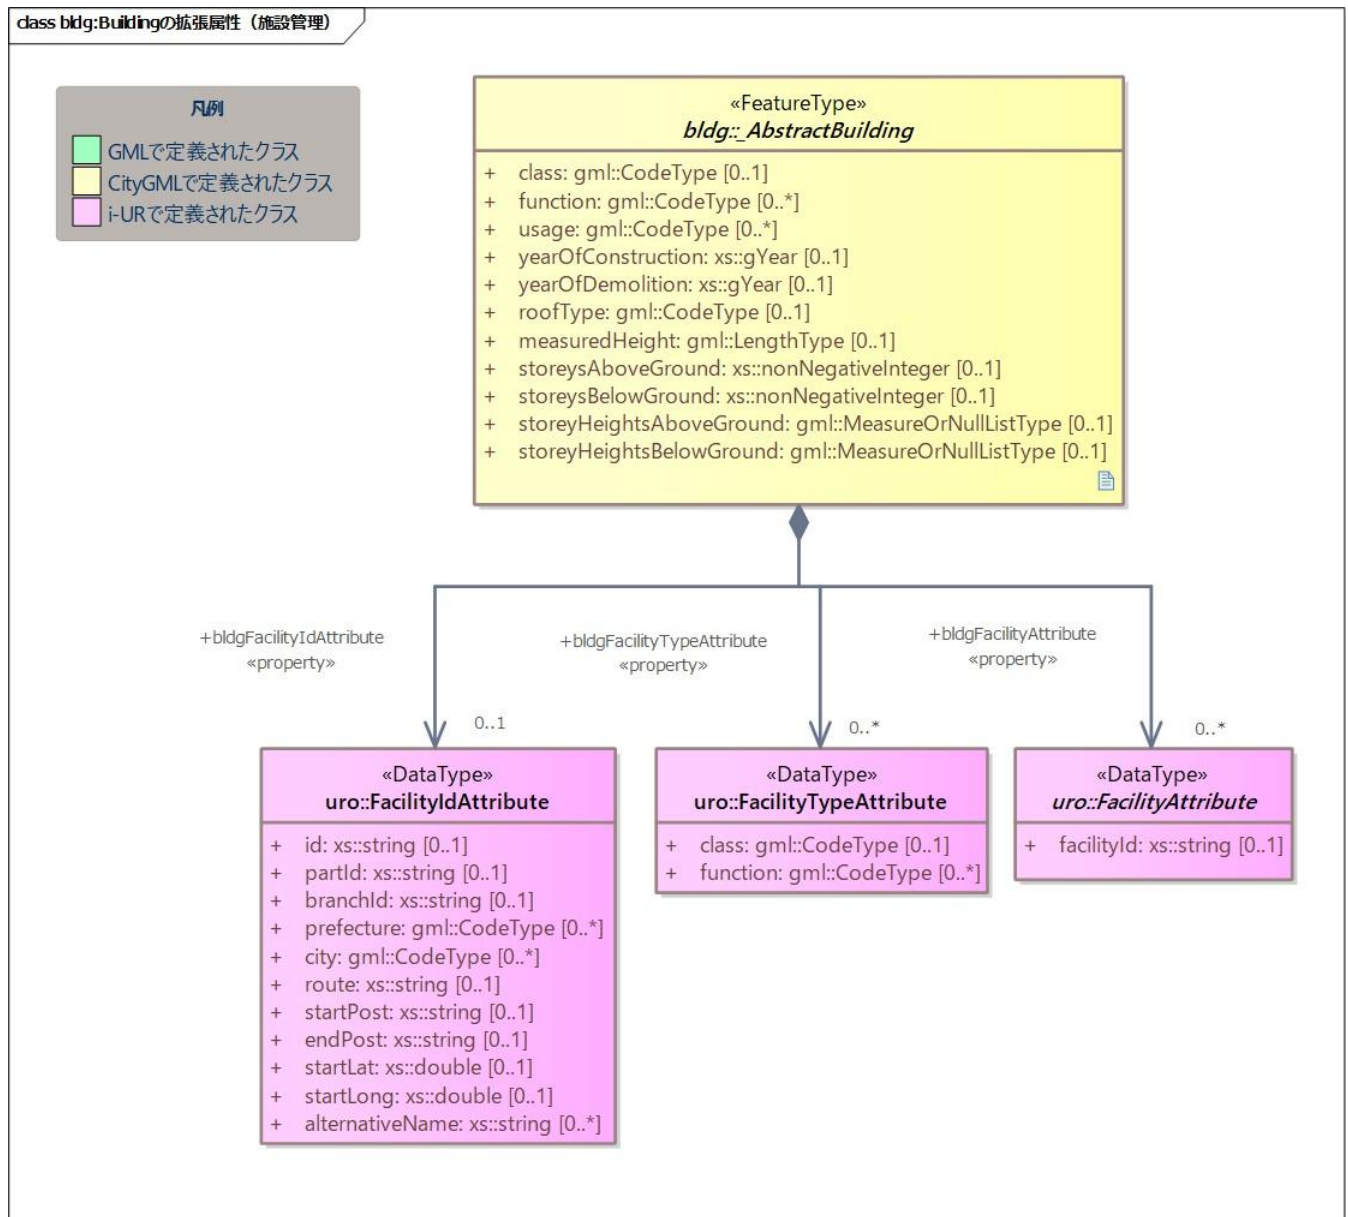 class bldg:Buildingの拡張属性（施設管理）
凡例
GMLで定義されたクラス
CityGMLで定義されたクラス
i-URで定義されたクラス
«FeatureType»
bldg::_AbstractBuilding
+ class: gml::CodeType [0..1]
+ function: gml::CodeType [0..*]
+ usage: gml::CodeType [0..*]
+ yearOfConstruction: xs::gYear [0..1]
+ yearOfDemolition: xs::gYear [0..1]
+ roofType: gml::CodeType [0..1]
+ measuredHeight: gml::LengthType [0..1]
+ storeysAboveGround: xs::nonNegativeInteger [0..1]
+ storeysBelowGround: xs::nonNegativeInteger [0..1]
+ storeyHeightsAboveGround: gml::MeasureOrNullListType [0..1]
+ storeyHeightsBelowGround: gml::MeasureOrNullListType [0..1]
+bldgFacilityIdAttribute
«property»
0..1
+bldgFacilityTypeAttribute
«property»
0..*
+bldgFacilityAttribute
«property»
0..*
«DataType»
uro::FacilityIdAttribute
+ id: xs::string [0..1]
+ partId: xs::string [0..1]
+ branchId: xs::string [0..1]
+ prefecture: gml::CodeType [0..*]
+ city: gml::CodeType [0..*]
+ route: xs::string [0..1]
+ startPost: xs::string [0..1]
+ endPost: xs::string [0..1]
+ startLat: xs::double [0..1]
+ startLong: xs::double [0..1]
+ alternativeName: xs::string [0..*]
«DataType»
uro::FacilityTypeAttribute
+ class: gml::CodeType [0..1]
+ function: gml::CodeType [0..*]
«DataType»
uro::FacilityAttribute
+ facilityId: xs::string [0..1]